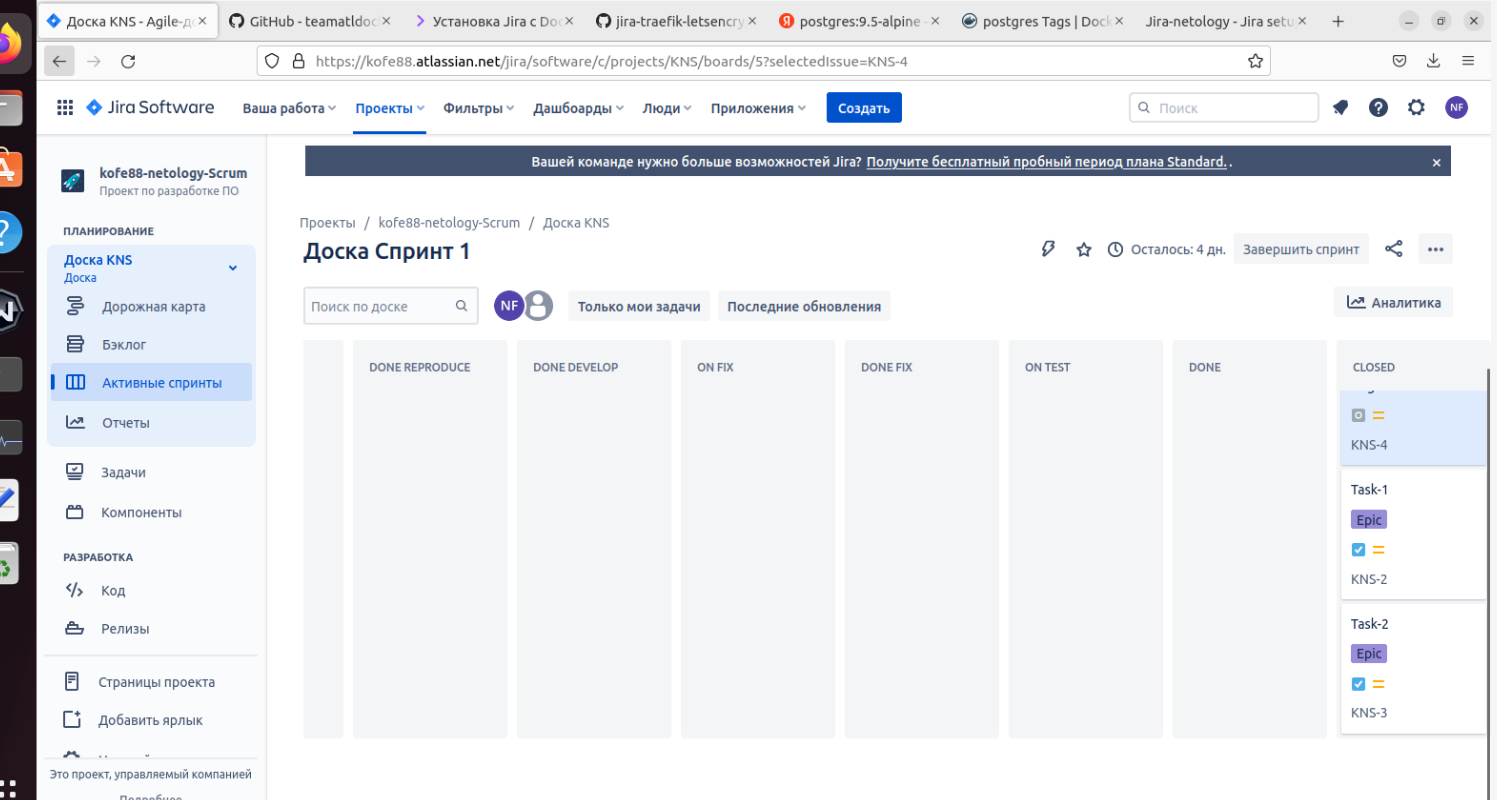 Доска KNS - Agile-до
GitHub - teamatldoc
Установка Jira с Doc
jira-traefik-letsencry
postgres:9.5-alpine -
postgres Tags | Dock
Jira-netology - Jira setu
https://kofe88.atlassian.net/jira/software/c/projects/KNS/boards/5?selectedIssue=KNS-4
Jira Software
Ваша работа
Проекты
Фильтры
Дашбоарды
Люди
Приложения
Создать
Поиск
NF
Вашей команде нужно больше возможностей Jira? Получите бесплатный пробный период плана Standard. .
kofe88-netology-Scrum
Проект по разработке ПО
ПЛАНИРОВАНИЕ
Доска KNS
Доска
Дорожная карта
Бэклог
Активные спринты
Отчеты
Задачи
Компоненты
РАЗРАБОТКА
Код
Релизы
Страницы проекта
Добавить ярлык
Это проект, управляемый компанией
Подробнее
Проекты / kofe88-netology-Scrum / Доска KNS
Доска Спринт 1
Осталось: 4 дн.
Завершить спринт
Поиск по доске
NF
Только мои задачи
Последние обновления
Аналитика
DONE REPRODUCE
DONE DEVELOP
ON FIX
DONE FIX
ON TEST
DONE
CLOSED
KNS-4
Task-1
Epic
KNS-2
Task-2
Epic
KNS-3